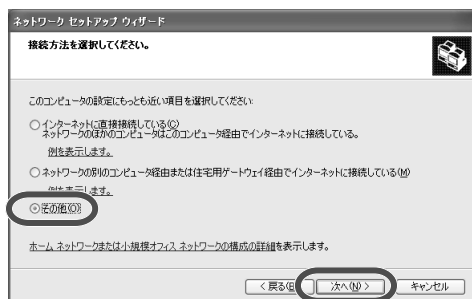 ネットワーク セットアップ ウィザード
接続方法を選択してください。
このコンピュータの設定にもっとも近い項目を選択してください:
インターネットに直接接続している(C)
ネットワークのほかのコンピュータはこのコンピュータ経由でインターネットに接続している。
例を表示します。
ネットワークの別のコンピュータ経由または住宅用ゲートウェイ経由でインターネットに接続している(M)
例を表示します。
その他(O)
ホーム ネットワークまたは小規模オフィス ネットワークの構成の詳細を表示します。
< 戻る(B) 次へ(N) > キャンセル